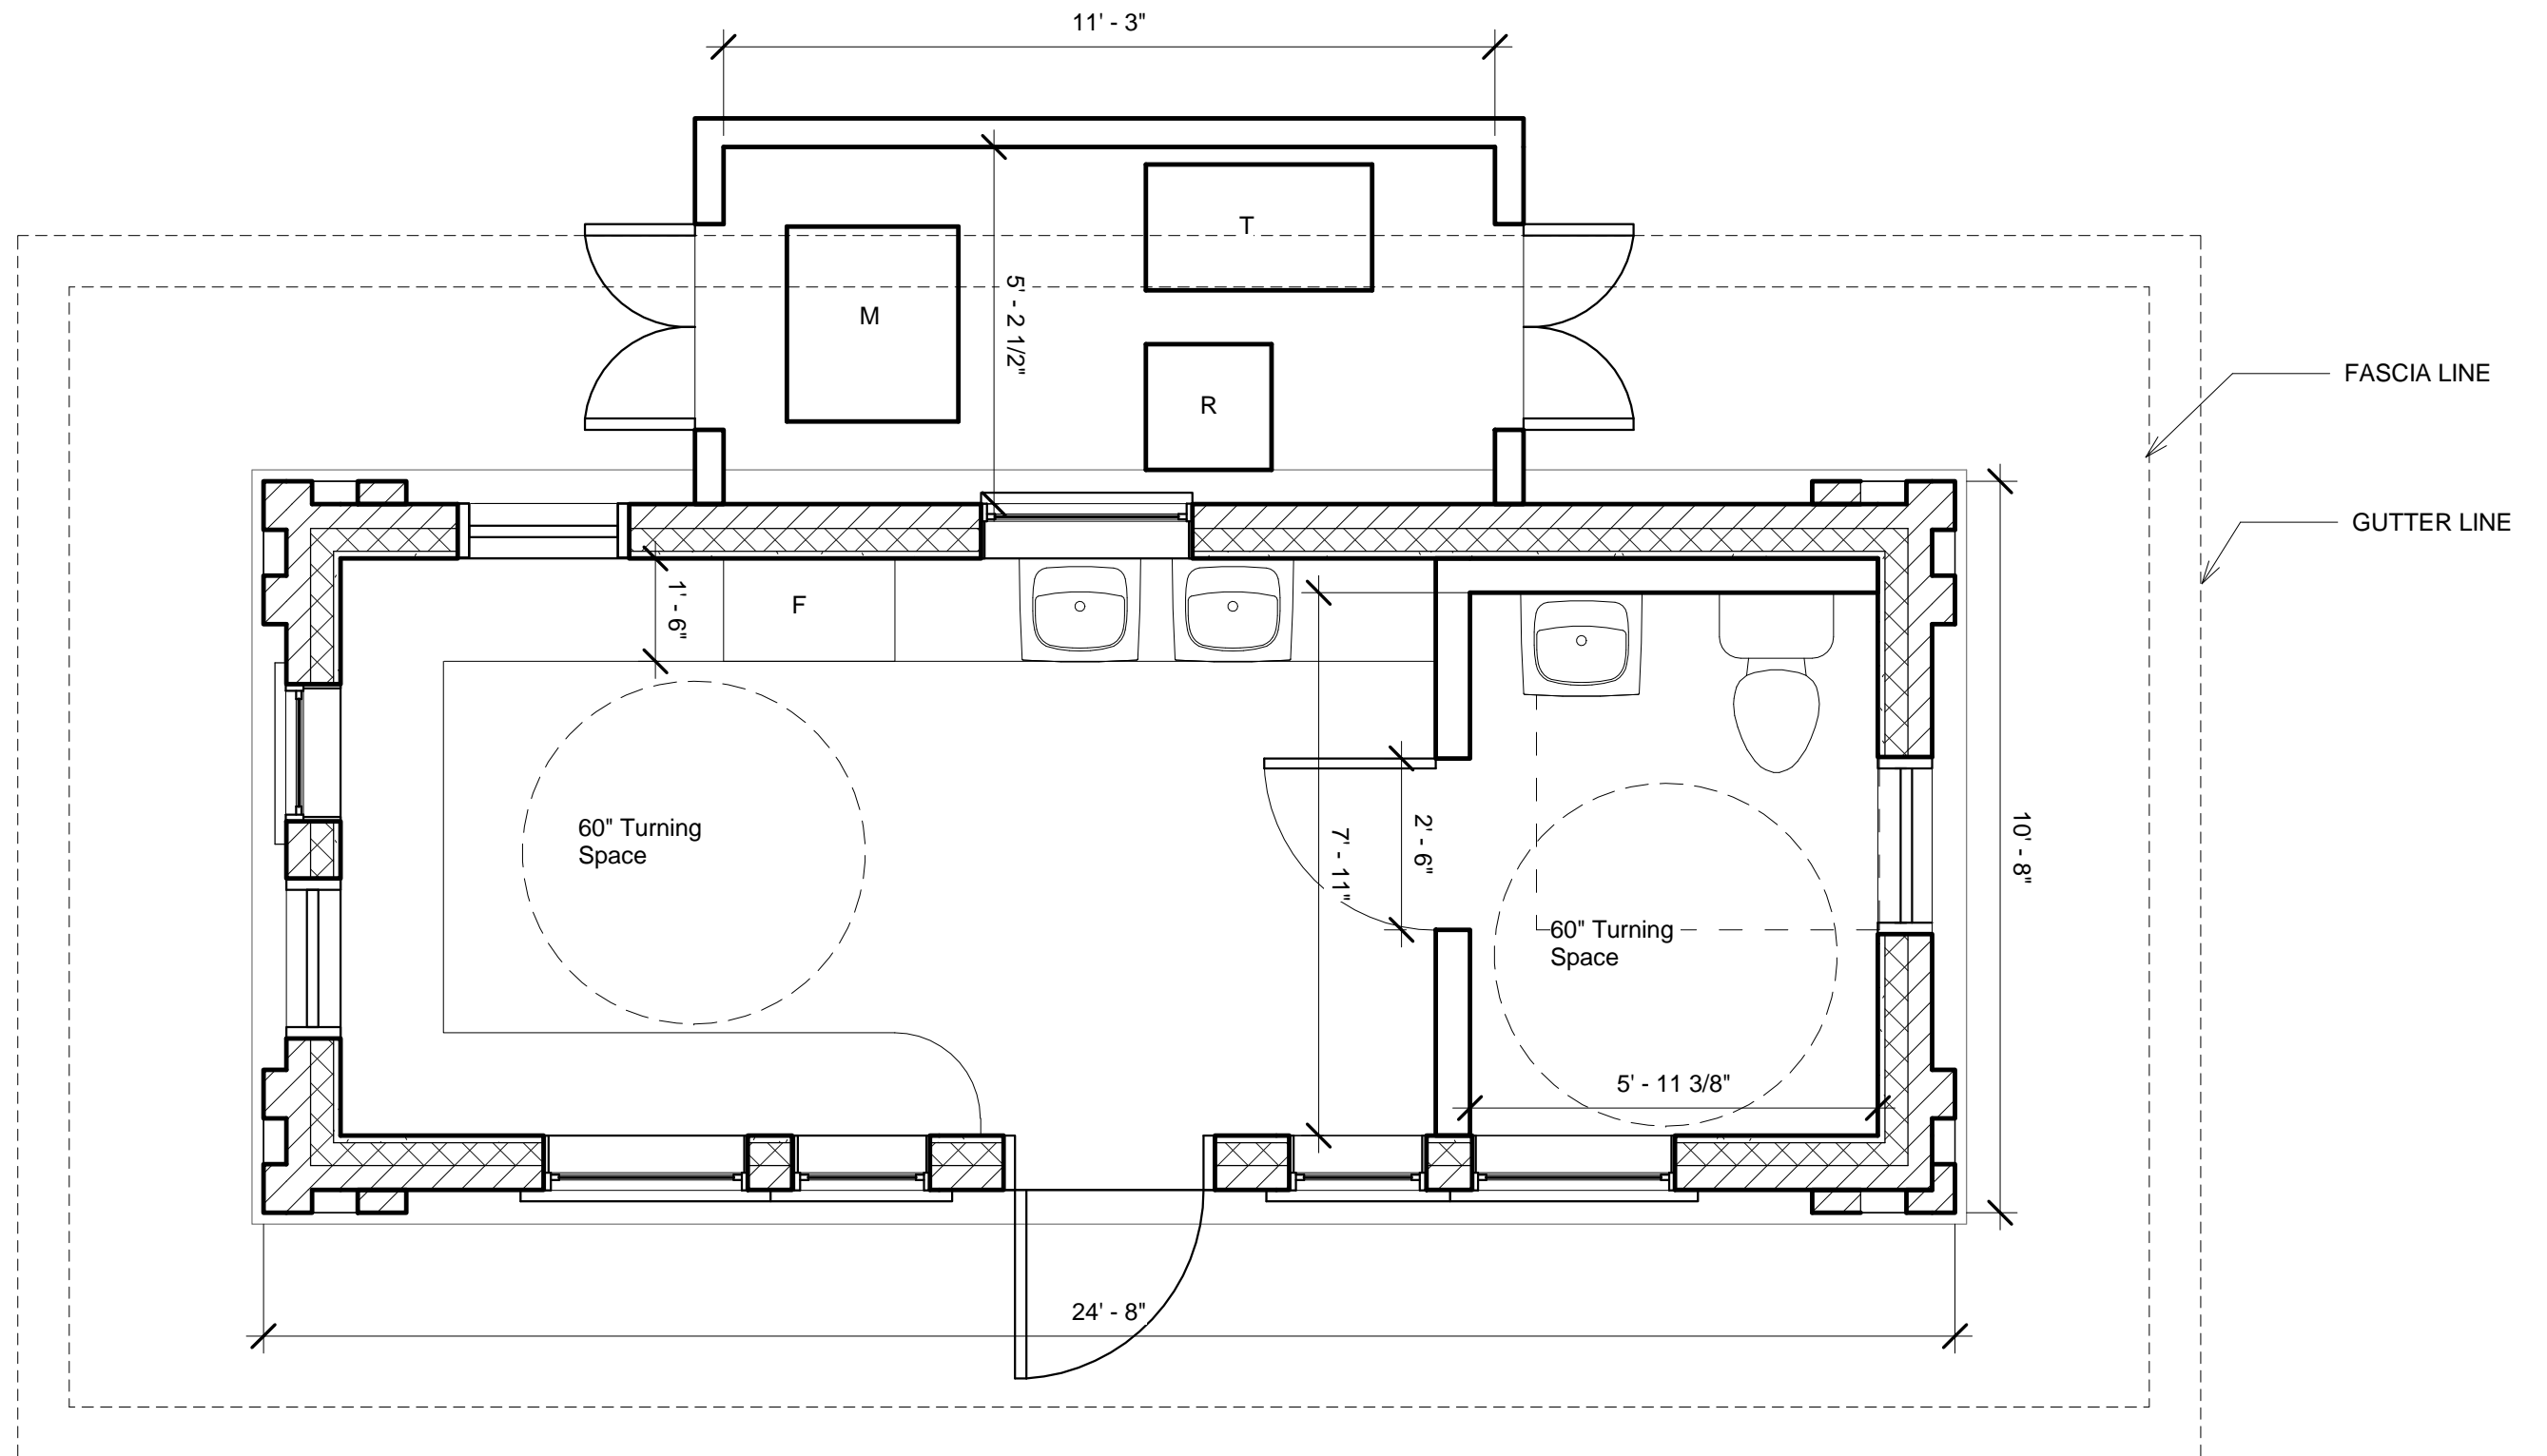 11' - 3"
T
M
5' - 2 1/2"
R
FASCIA LINE
GUTTER LINE
F
1' - 6"
60" Turning
Space
7' - 11"
2' - 6"
10' - 8"
60" Turning
Space
5' - 11 3/8"
24' - 8"